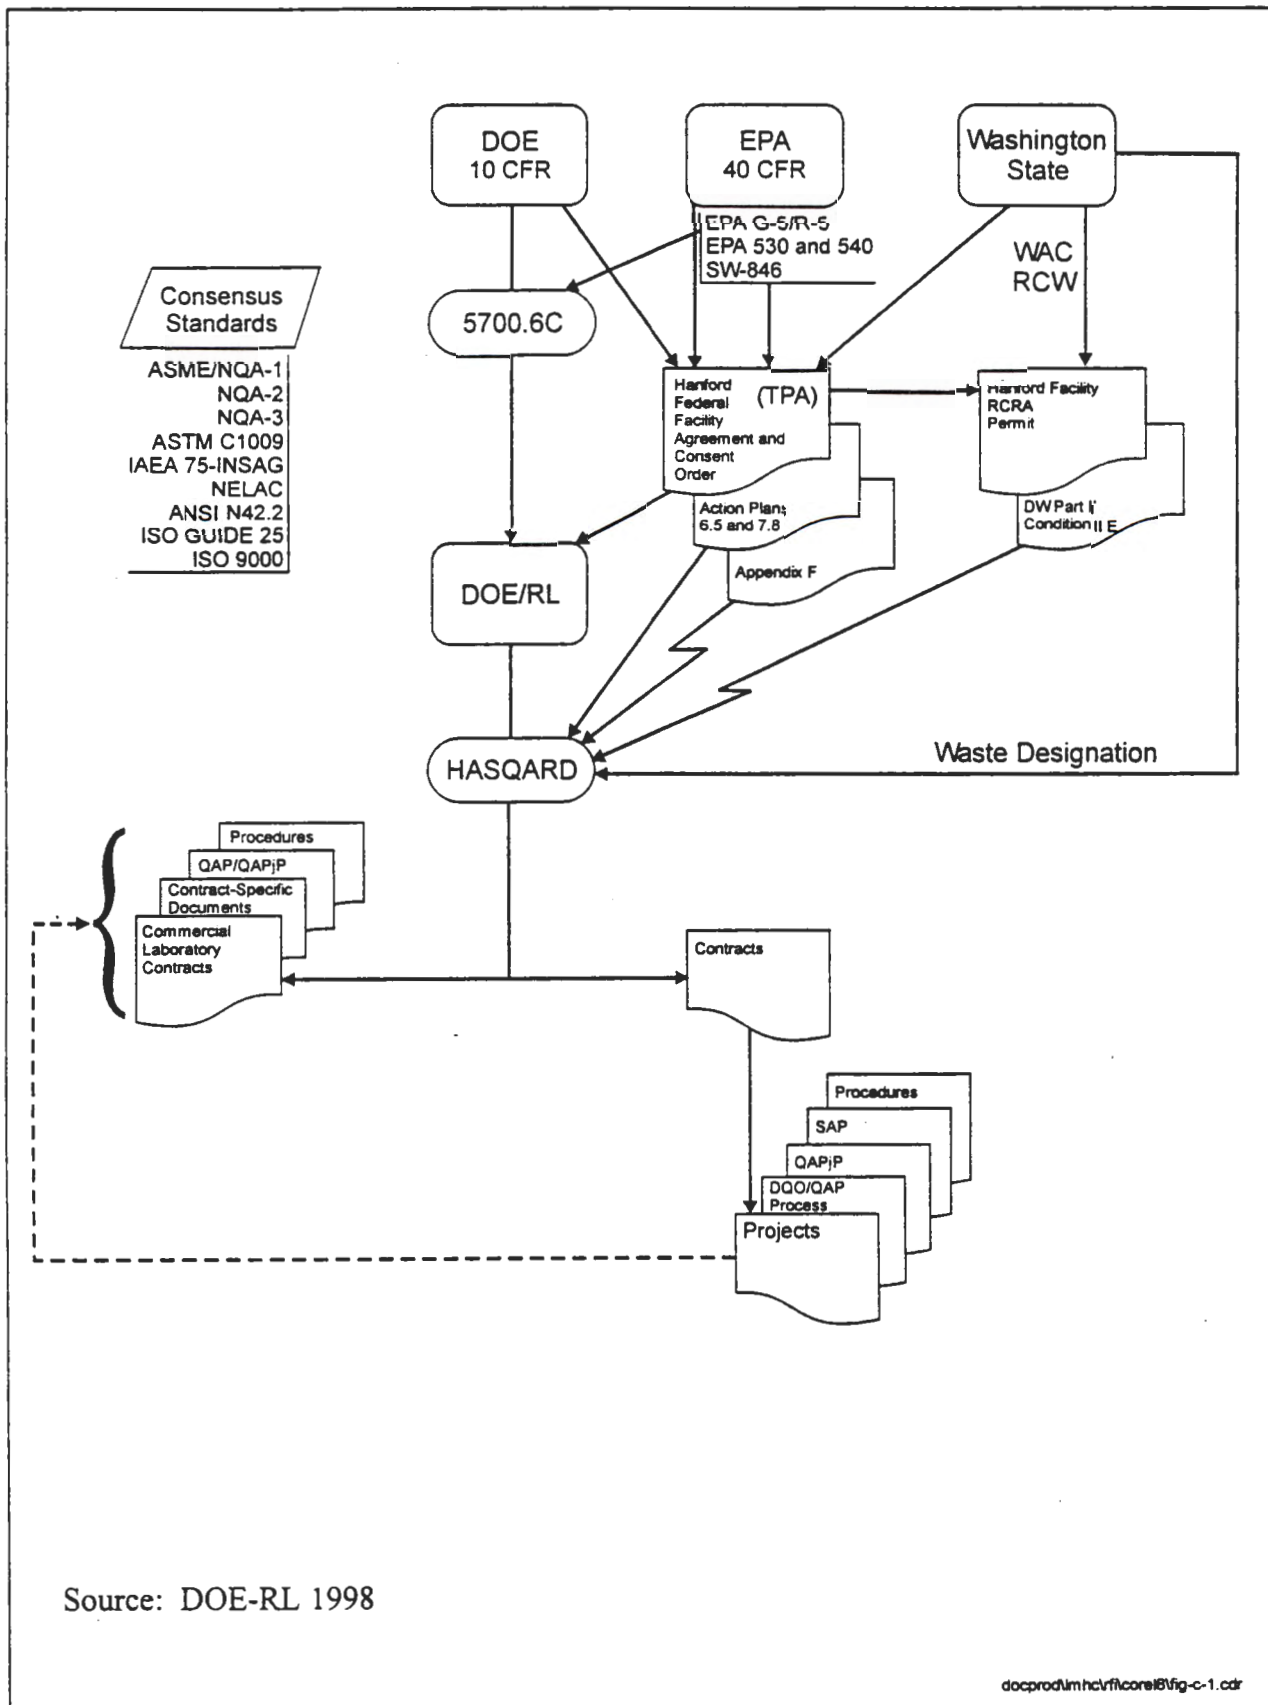 DOE
10 CFR
EPA
40 CFR
Washington
State
EPA G-5/R-5
EPA 530 and 540
SW-846
WAC
RCW
Consensus
Standards
5700.6C
ASME/NQA-1
NQA-2
NQA-3
ASTM C1009
IAEA 75-INSAG
NELAC
ANSI N42.2
ISO GUIDE 25
ISO 9000
Hanford
Federal
Facility
Agreement and
Consent
Order
(TPA)
Hanford Facility
RCRA
Permit
Action Plans
6.5 and 7.8
DW Part II
Condition II E
Appendix F
DOE/RL
HASQARD
Waste Designation
Procedures
QAP/QAPjP
Contract-Specific
Documents
Commercial
Laboratory
Contracts
Contracts
Procedures
SAP
QAPjP
DQO/QAP
Process
Projects
Source: DOE-RL 1998
docprod\lmhc\rfi\corel6\fig-c-1.cdr